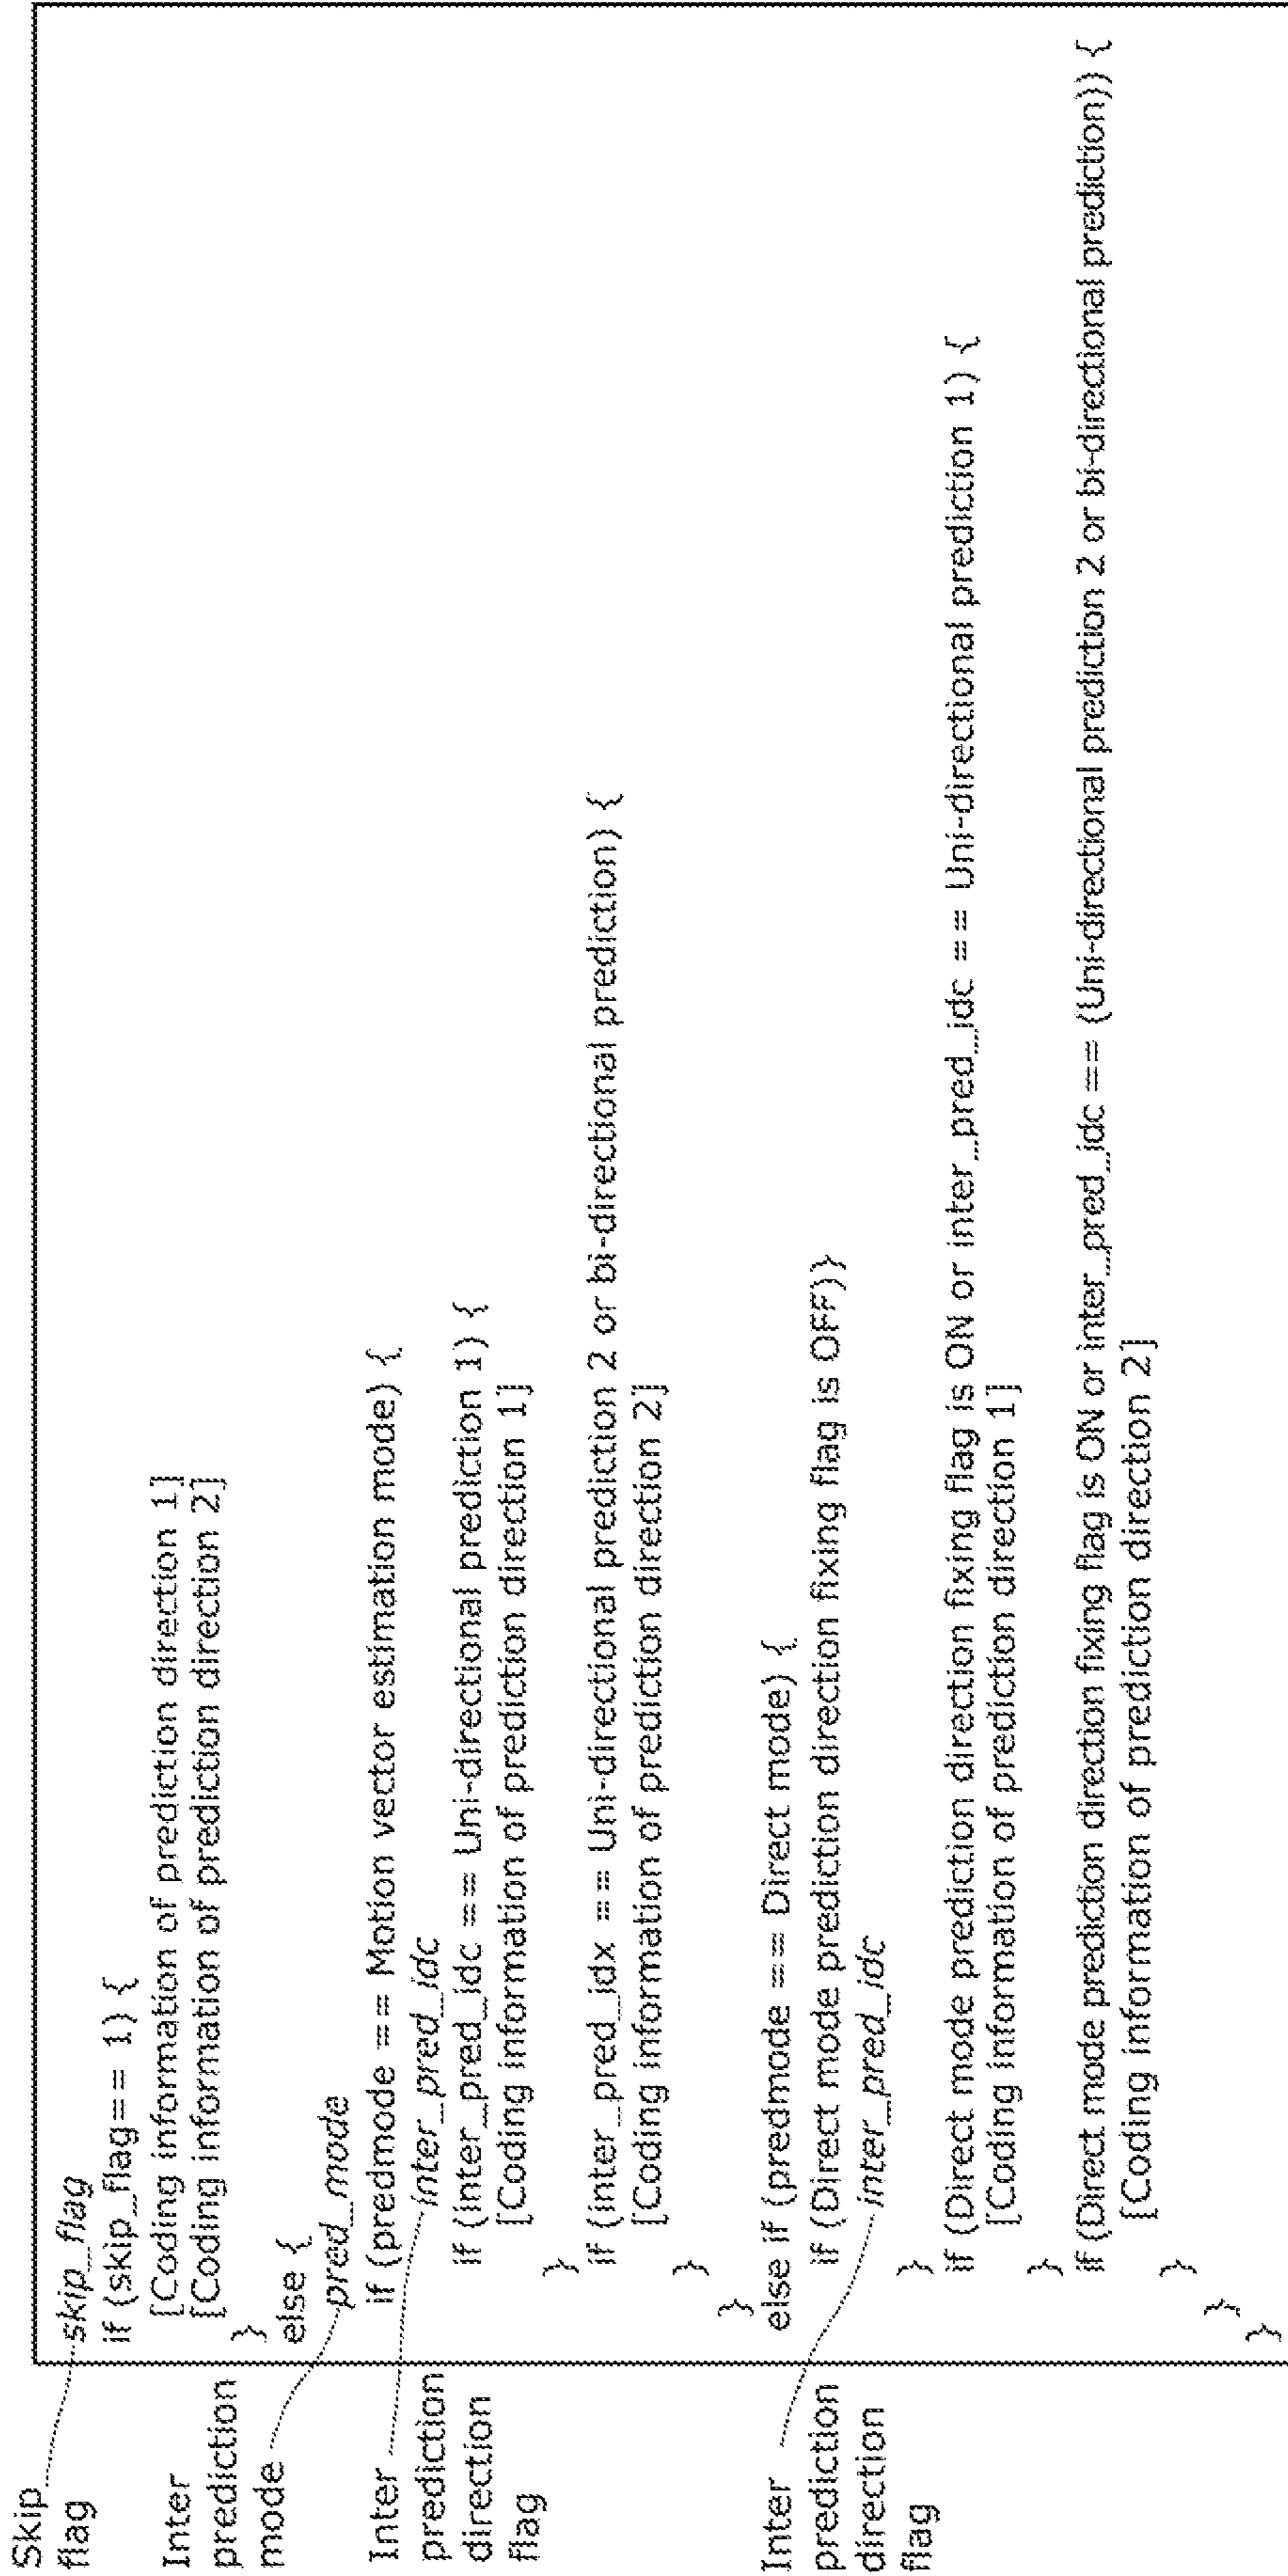 Skip
flag
skip_flag
if (skip_flag== 1) {
[Coding information of prediction direction 1]
[Coding information of prediction direction 2]
}
else {
Inter
prediction
mode
pred_mode
if (predmode == Motion vector estimation mode) {
Inter
prediction
direction
flag
inter_pred_idc
if (inter_pred_idc == Uni-directional prediction 1) {
[Coding information of prediction direction 1]
}
if (inter_pred_idx == Uni-directional prediction 2 or bi-directional prediction) {
[Coding information of prediction direction 2]
}
}
else if (predmode == Direct mode) {
if (Direct mode prediction direction fixing flag is OFF)}
Inter
prediction
direction
flag
inter_pred_idc
}
if (Direct mode prediction direction fixing flag is ON or inter_pred_idc == Uni-directional prediction 1) {
[Coding information of prediction direction 1]
}
if (Direct mode prediction direction fixing flag is ON or inter_pred_idc == (Uni-directional prediction 2 or bi-directional prediction)) {
[Coding information of prediction direction 2]
}
}
}